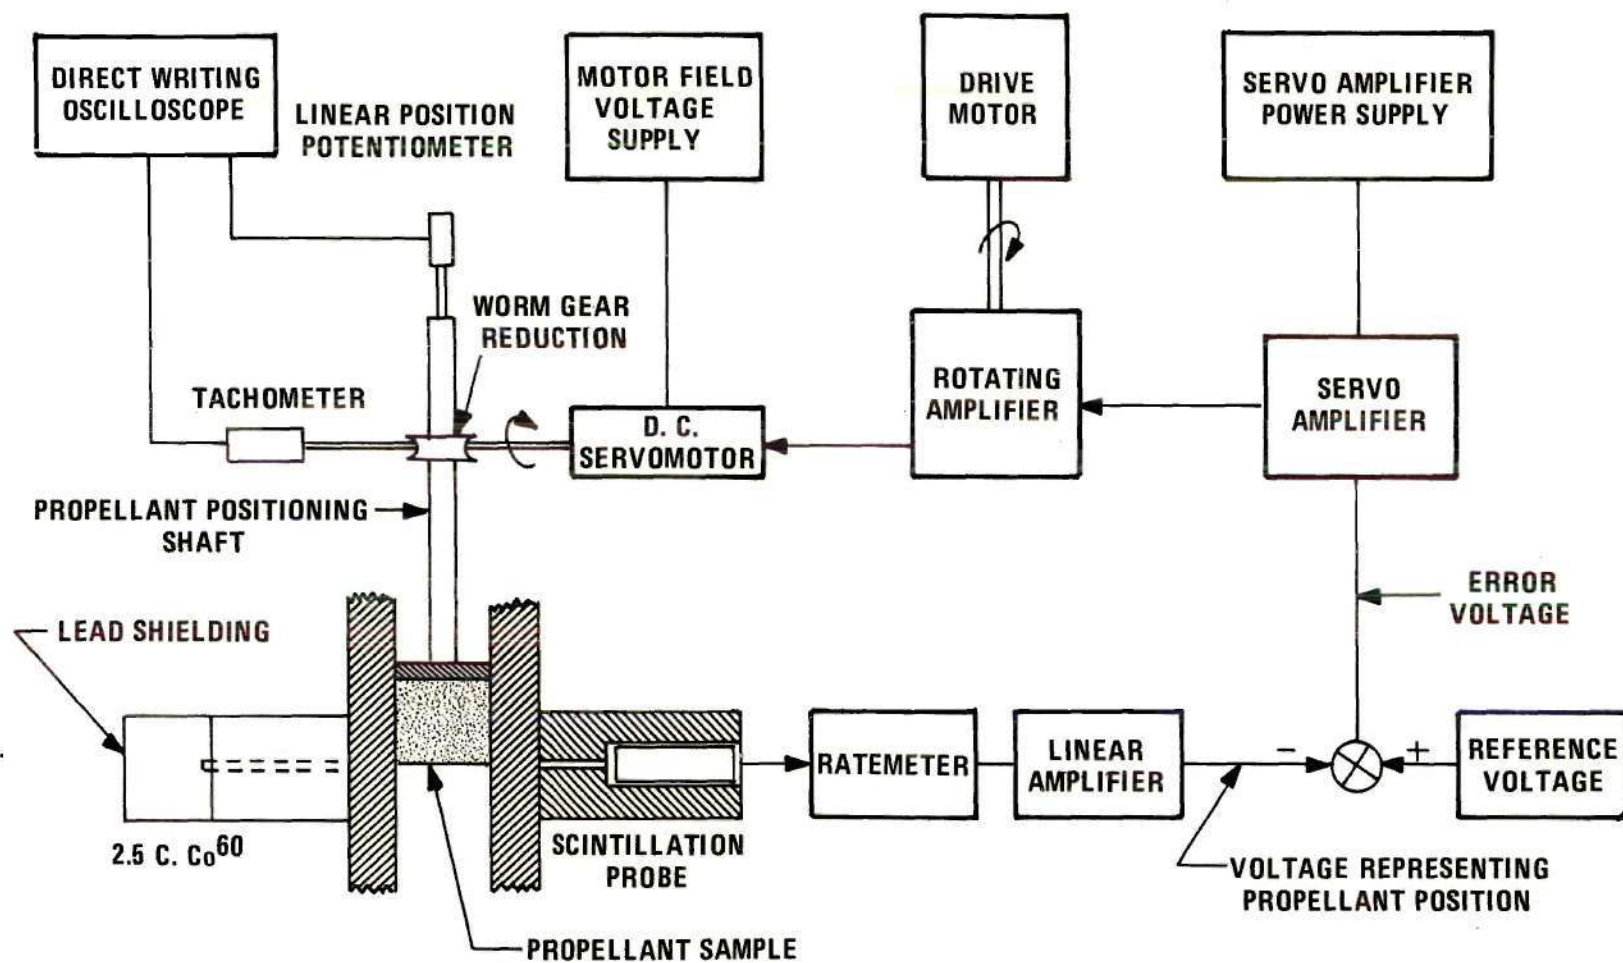 DIRECT WRITING
OSCILLOSCOPE
LINEAR POSITION
POTENTIOMETER
MOTOR FIELD
VOLTAGE
SUPPLY
DRIVE
MOTOR
SERVO AMPLIFIER
POWER SUPPLY
WORM GEAR
REDUCTION
TACHOMETER
D. C.
SERVOMOTOR
ROTATING
AMPLIFIER
SERVO
AMPLIFIER
PROPELLANT POSITIONING
SHAFT
ERROR
VOLTAGE
LEAD SHIELDING
2.5 C. Co60
SCINTILLATION
PROBE
RATEMETER
LINEAR
AMPLIFIER
-
+
REFERENCE
VOLTAGE
VOLTAGE REPRESENTING
PROPELLANT POSITION
PROPELLANT SAMPLE